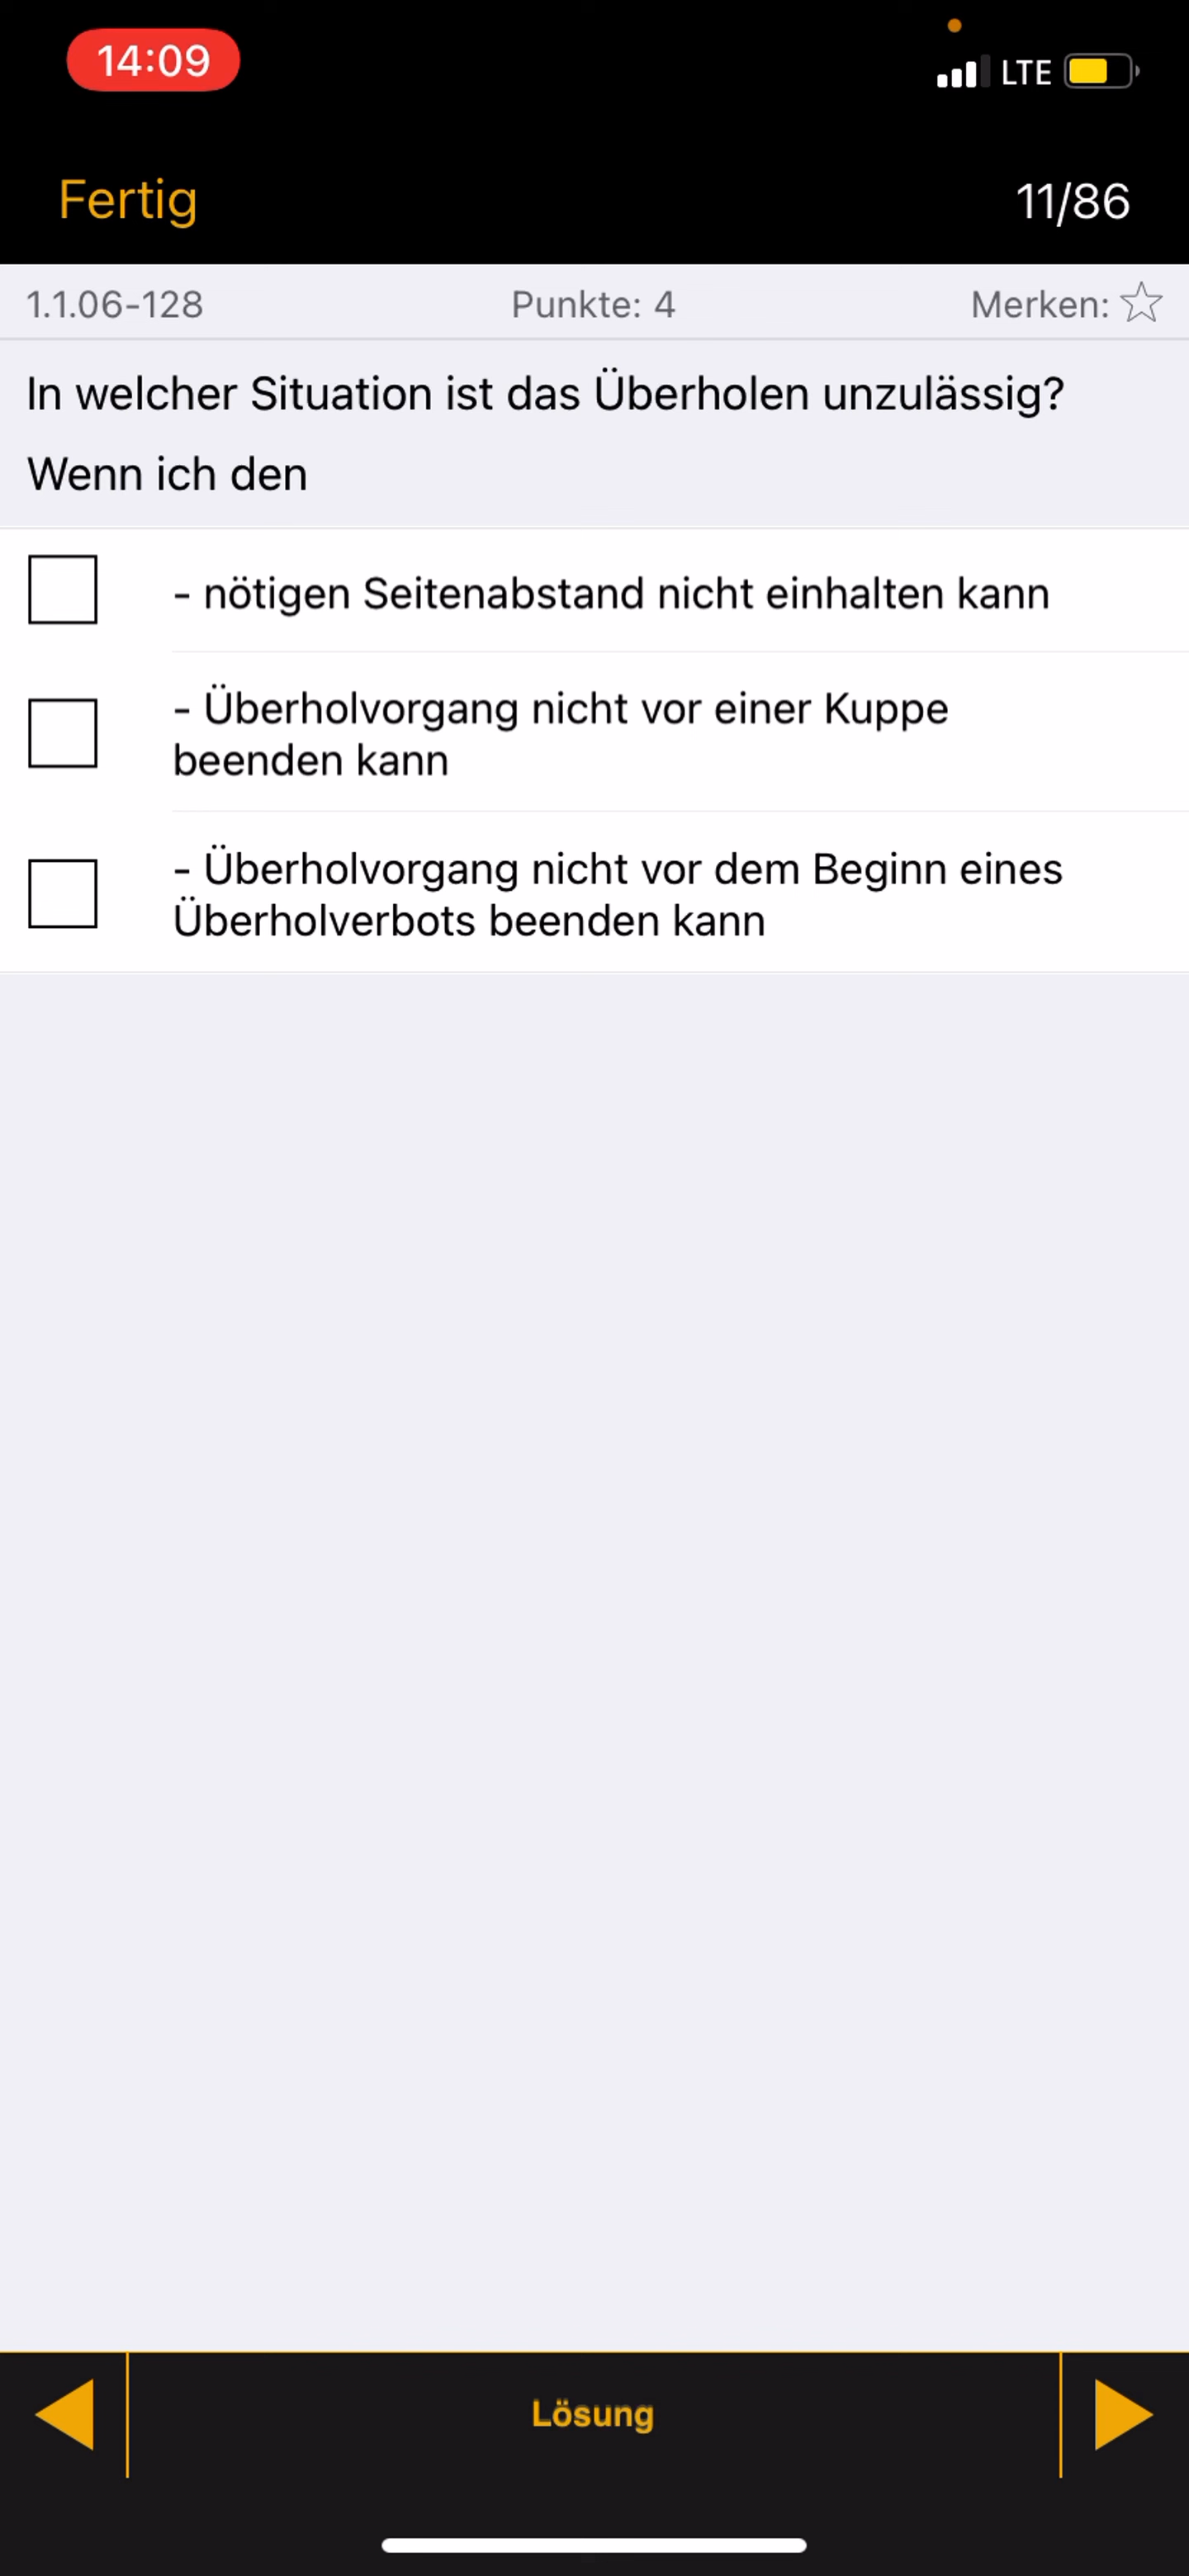 14:09
LTE
Fertig
11/86
1.1.06-128
Punkte: 4
Merken:
In welcher Situation ist das Überholen unzulässig?
Wenn ich den
- nötigen Seitenabstand nicht einhalten kann
- Überholvorgang nicht vor einer Kuppe
beenden kann
- Überholvorgang nicht vor dem Beginn eines
Überholverbots beenden kann
Lösung